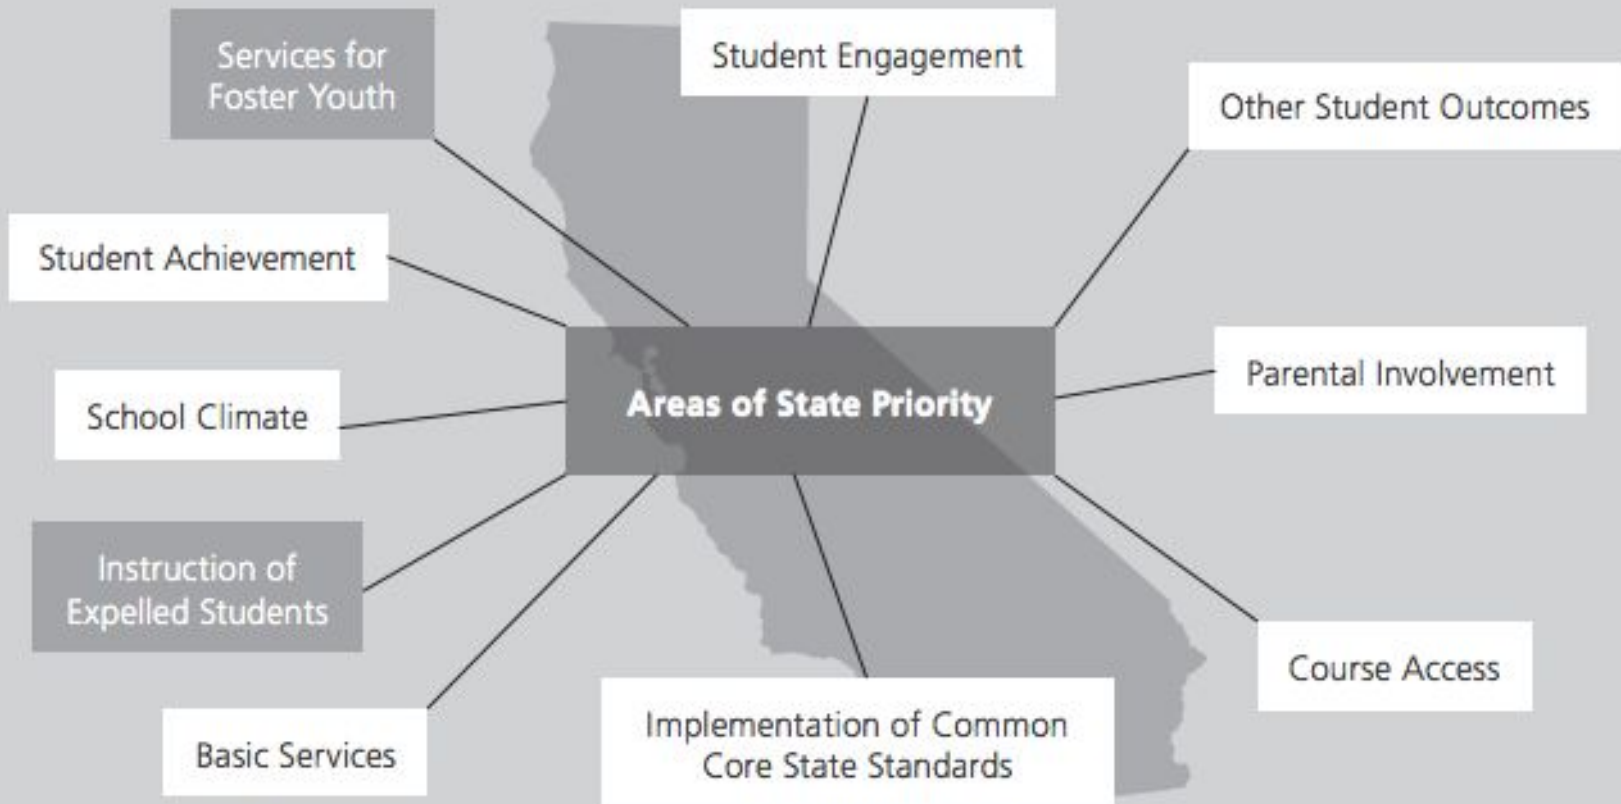 Services for
Foster Youth
Student Engagement
Other Student Outcomes
Student Achievement
Parental Involvement
Areas of State Priority
School Climate
Instruction of
Expelled Students
Course Access
Basic Services
Implementation of Common
Core State Standards